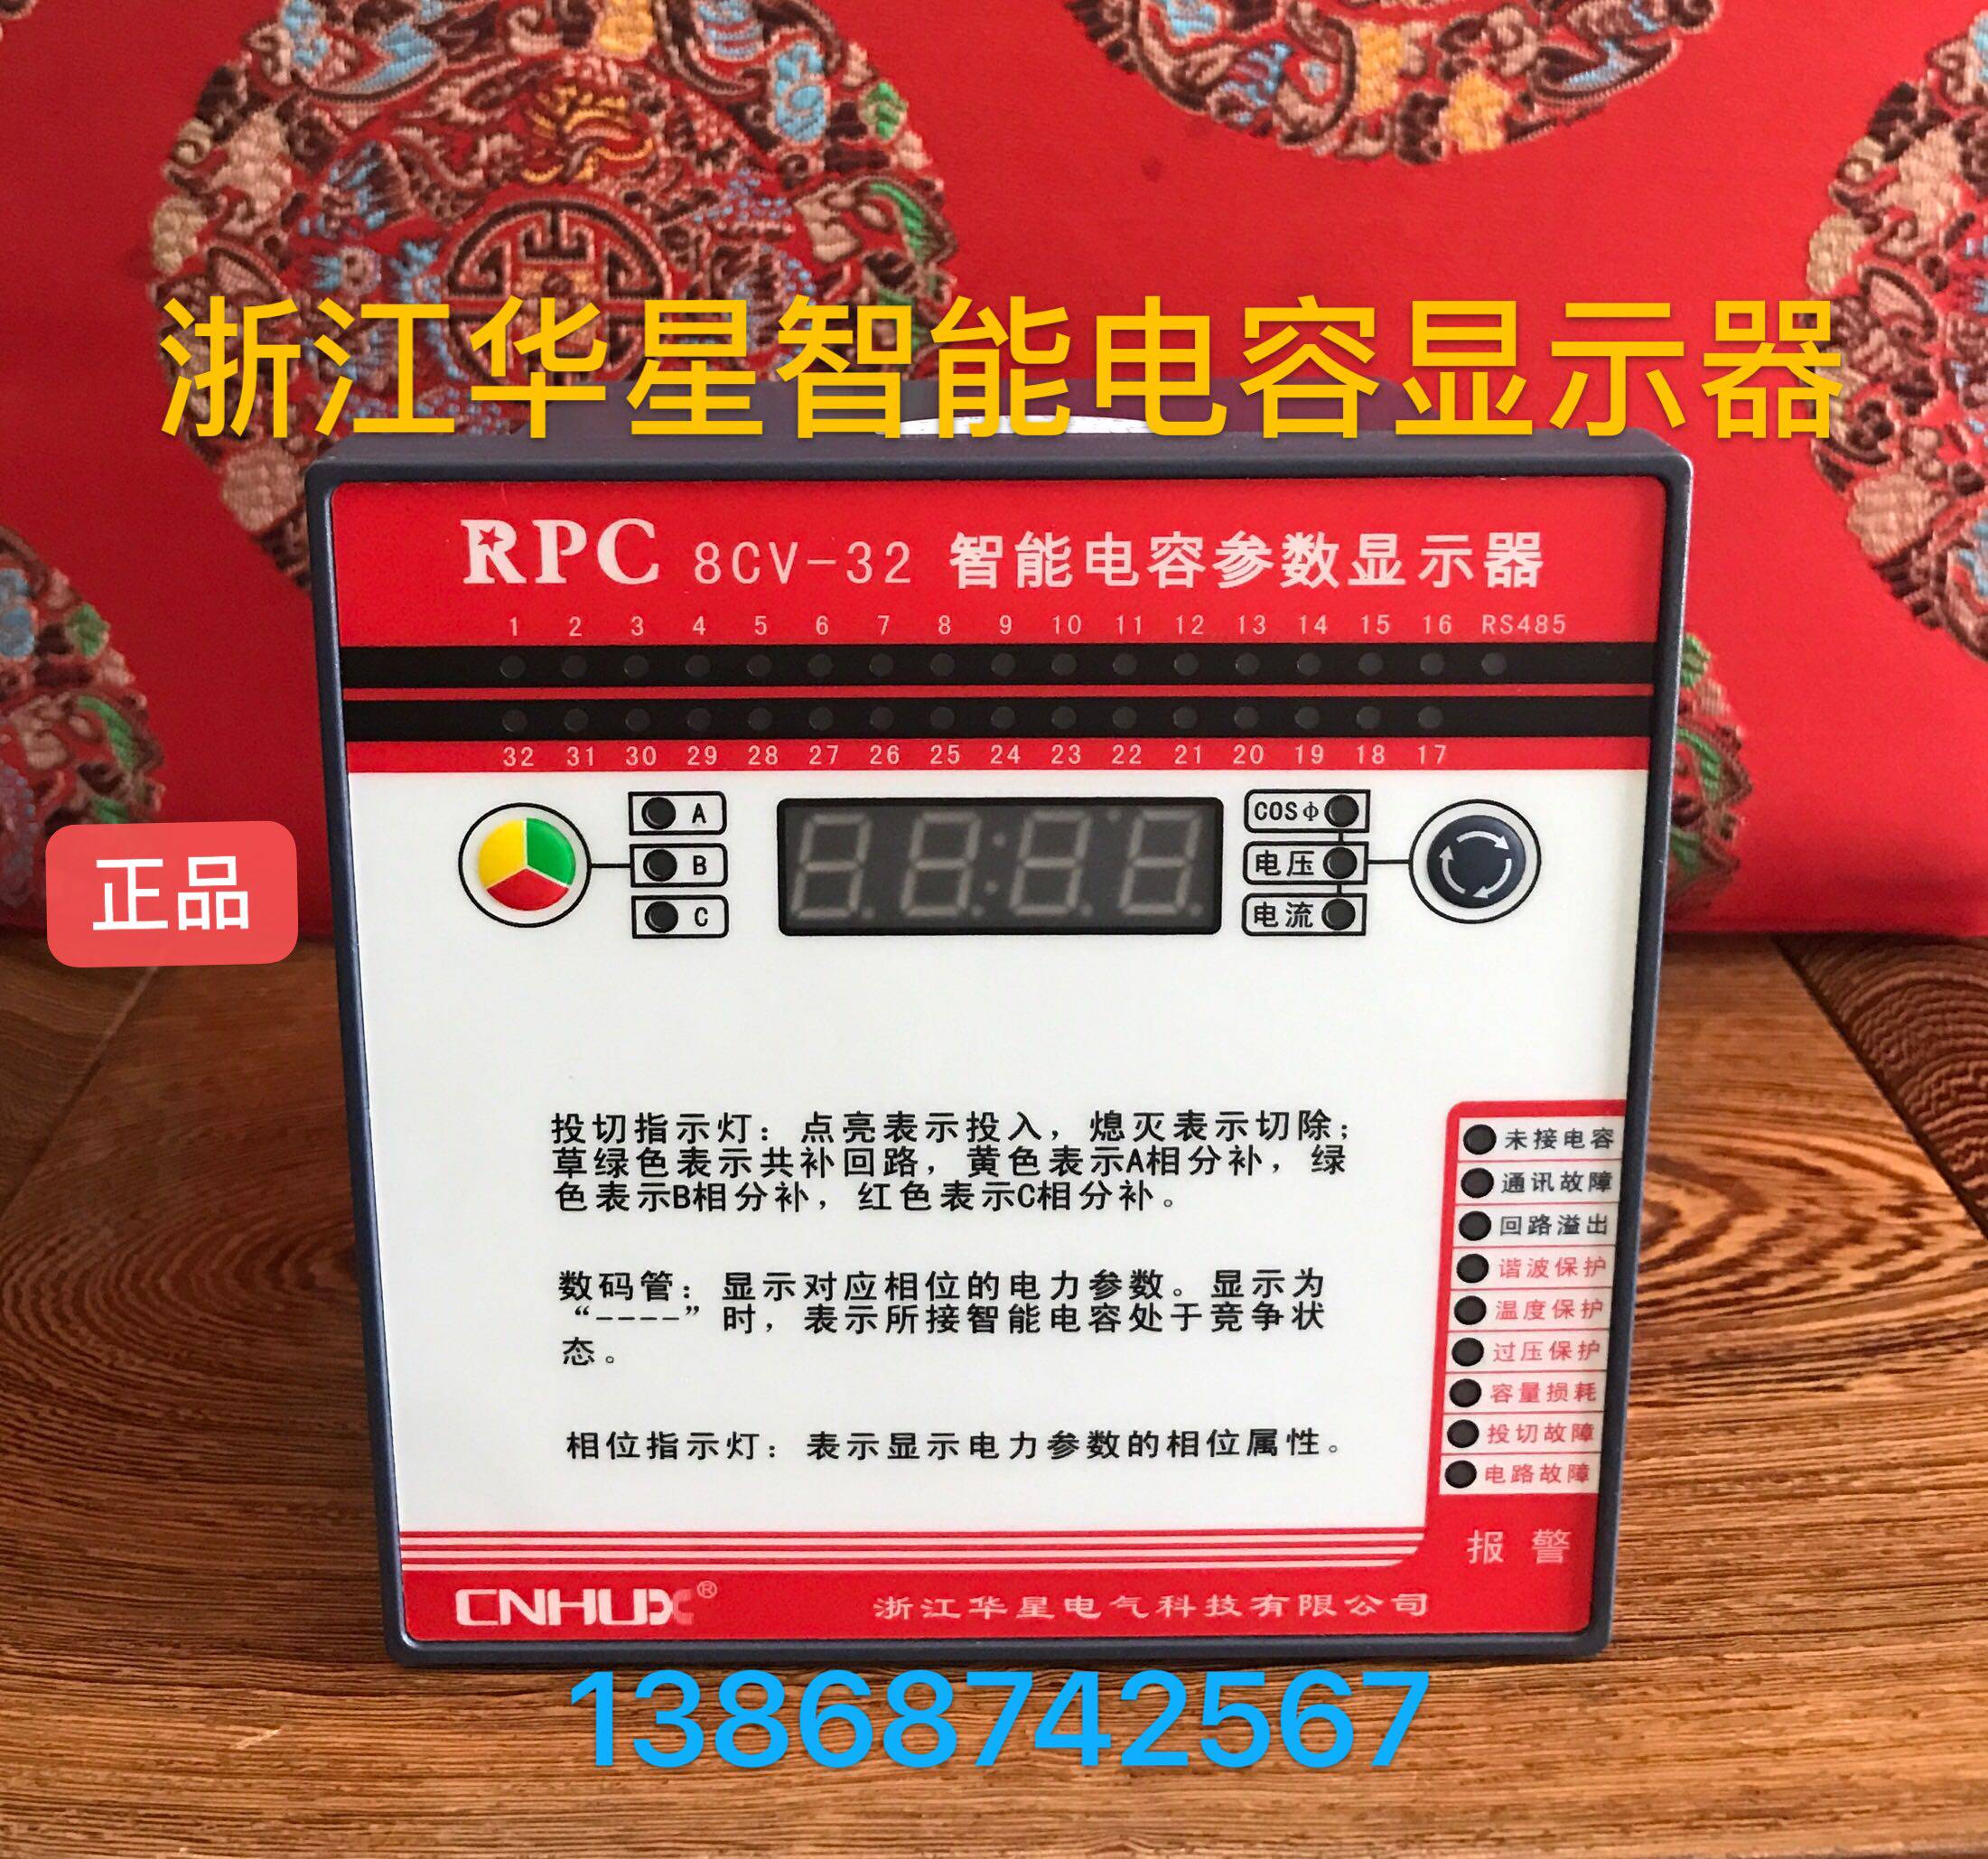 浙江华星智能电容显示器
RPC 8CV-32 智能电容参数显示器
1 2 3 4 5 6 7 8 9 10 11 12 13 14 15 16 RS485
32 31 30 29 28 27 26 25 24 23 22 21 20 19 18 17
A
B
C
COSφ
电压
电流
正品
投切指示灯：点亮表示投入，熄灭表示切除；
草绿色表示共补回路，黄色表示A相分补，绿
色表示B相分补，红色表示C相分补。
数码管：显示对应相位的电力参数。显示为
“----”时，表示所接智能电容处于竞争状
态。
相位指示灯：表示显示电力参数的相位属性。
未接电容
通讯故障
回路溢出
谐波保护
温度保护
过压保护
容量损耗
投切故障
电路故障
报警
CNHUX® 浙江华星电气科技有限公司
13868742567